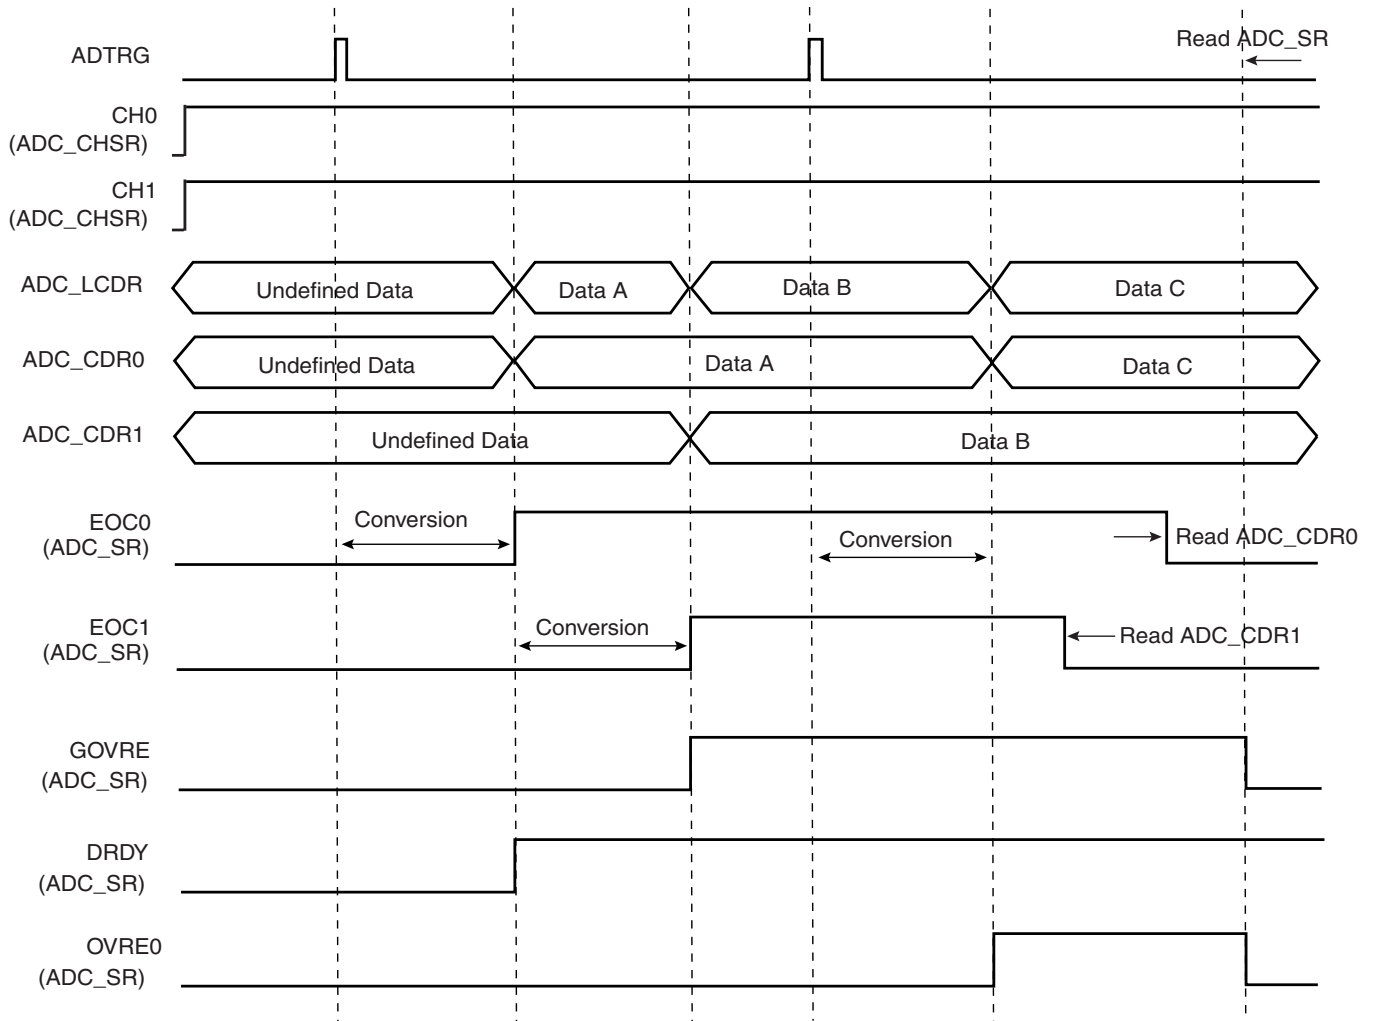 ADTRG
Read ADC_SR
CH0
(ADC_CHSR)
CH1
(ADC_CHSR)
ADC_LCDR
Undefined Data
Data A
Data B
Data C
ADC_CDR0
Undefined Data
Data A
Data C
ADC_CDR1
Undefined Data
Data B
EOC0
(ADC_SR)
Conversion
Conversion
Read ADC_CDR0
EOC1
(ADC_SR)
Conversion
Read ADC_CDR1
GOVRE
(ADC_SR)
DRDY
(ADC_SR)
OVRE0
(ADC_SR)